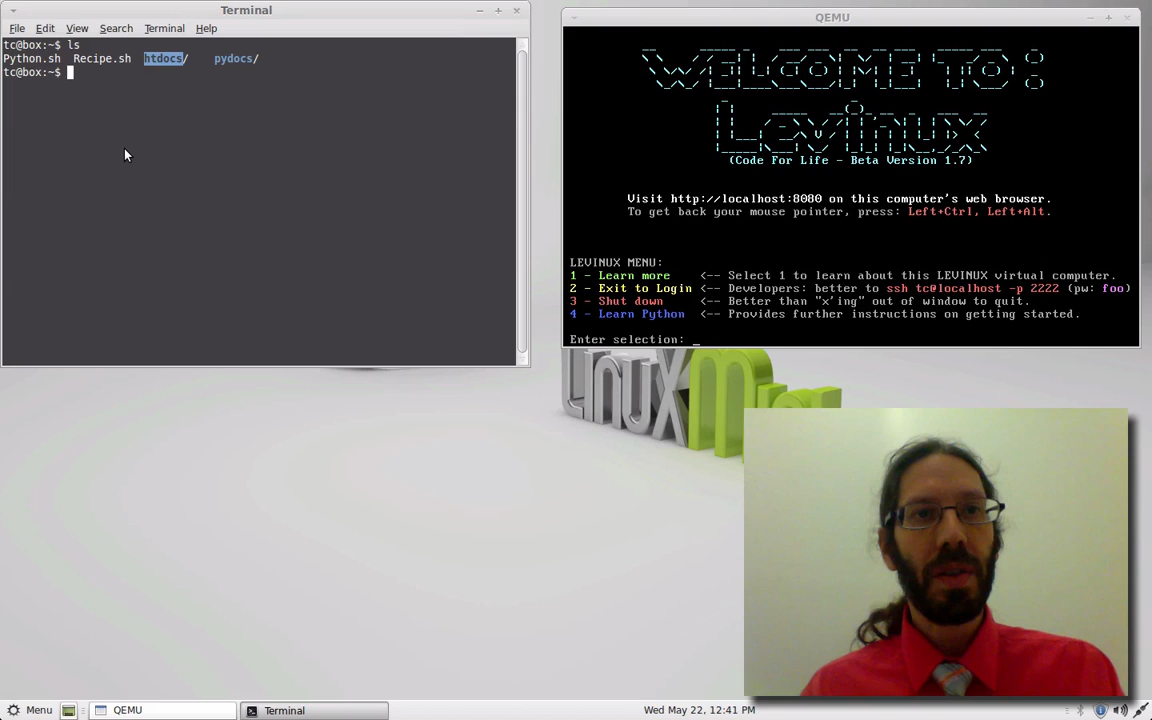 Terminal
File Edit View Search Terminal Help
tc@box:~$ ls
Python.sh Recipe.sh htdocs/ pydocs/
tc@box:~$
QEMU
WELCOME TO:
Levinux
(Code For Life - Beta Version 1.7)
Visit http://localhost:8080 on this computer's web browser.
To get back your mouse pointer, press: Left+Ctrl, Left+Alt.
LEVINUX MENU:
1 - Learn more <-- Select 1 to learn about this LEVINUX virtual computer.
2 - Exit to Login <-- Developers: better to ssh tc@localhost -p 2222 (pw: foo)
3 - Shut down <-- Better than "x'ing" out of window to quit.
4 - Learn Python <-- Provides further instructions on getting started.
Enter selection: _
LinuxMint
Menu QEMU Terminal Wed May 22, 12:41 PM